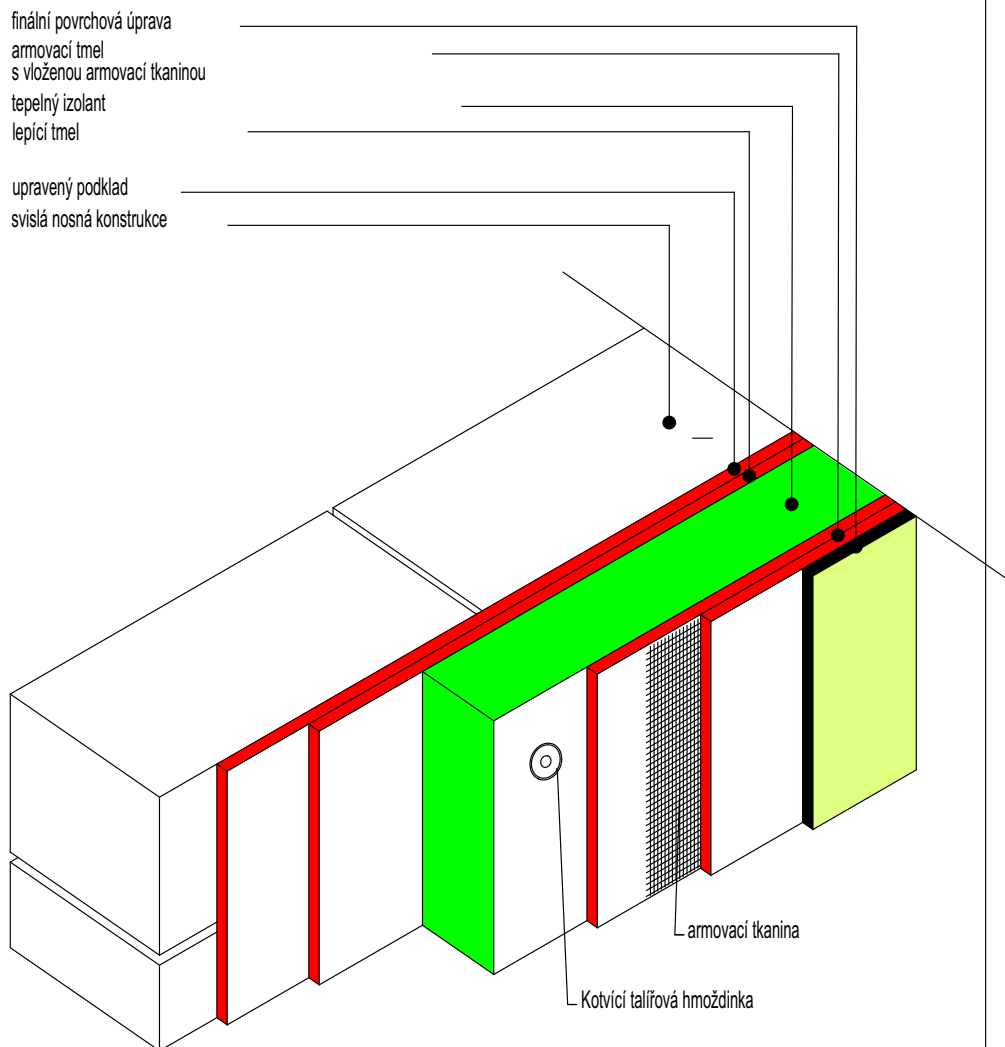 finální povrchová úprava
armovací tmel
s vloženou armovací tkaninou
tepelný izolant
lepící tmel
upravený podklad
svislá nosná konstrukce
armovací tkanina
Kotvící talířová hmoždinka